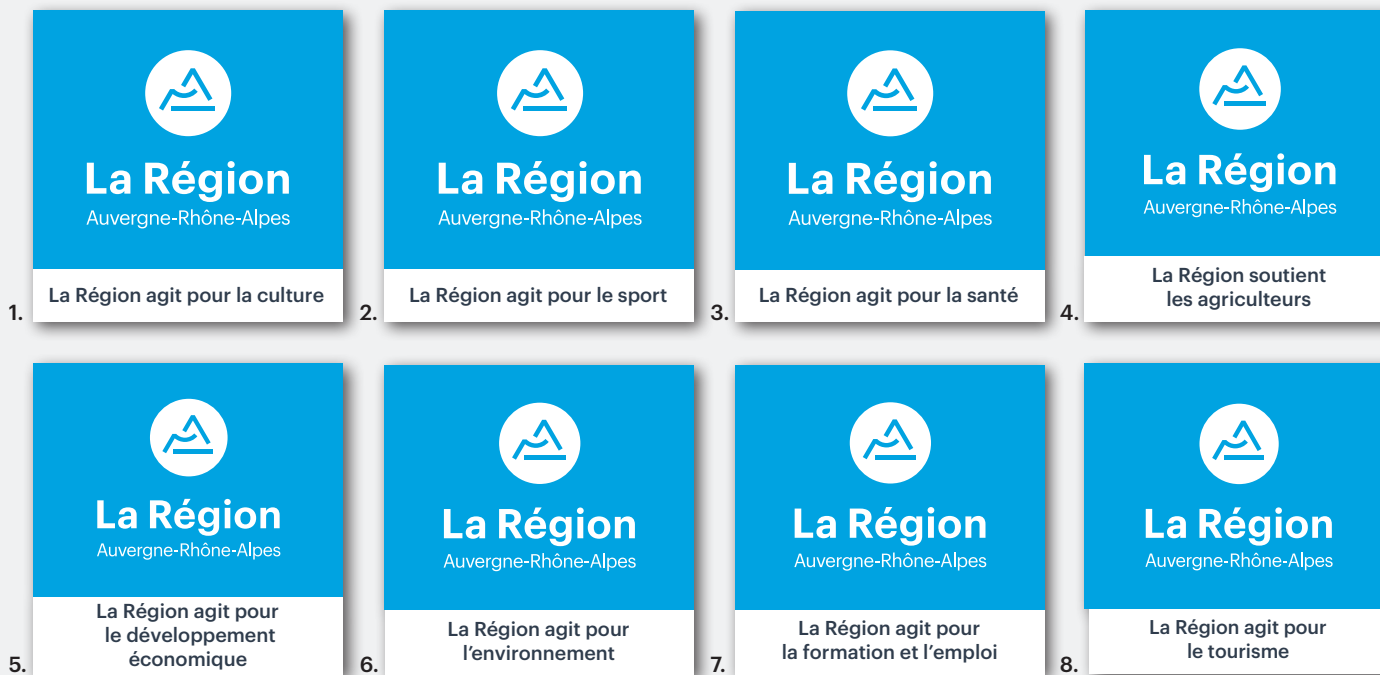 La Région
Auvergne-Rhône-Alpes
La Région agit pour la culture
1.
La Région
Auvergne-Rhône-Alpes
La Région agit pour le sport
2.
La Région
Auvergne-Rhône-Alpes
La Région agit pour la santé
3.
La Région
Auvergne-Rhône-Alpes
La Région soutient
les agriculteurs
4.
La Région
Auvergne-Rhône-Alpes
La Région agit pour
le développement
économique
5.
La Région
Auvergne-Rhône-Alpes
La Région agit pour
l'environnement
6.
La Région
Auvergne-Rhône-Alpes
La Région agit pour
la formation et l'emploi
7.
La Région
Auvergne-Rhône-Alpes
La Région agit pour
le tourisme
8.